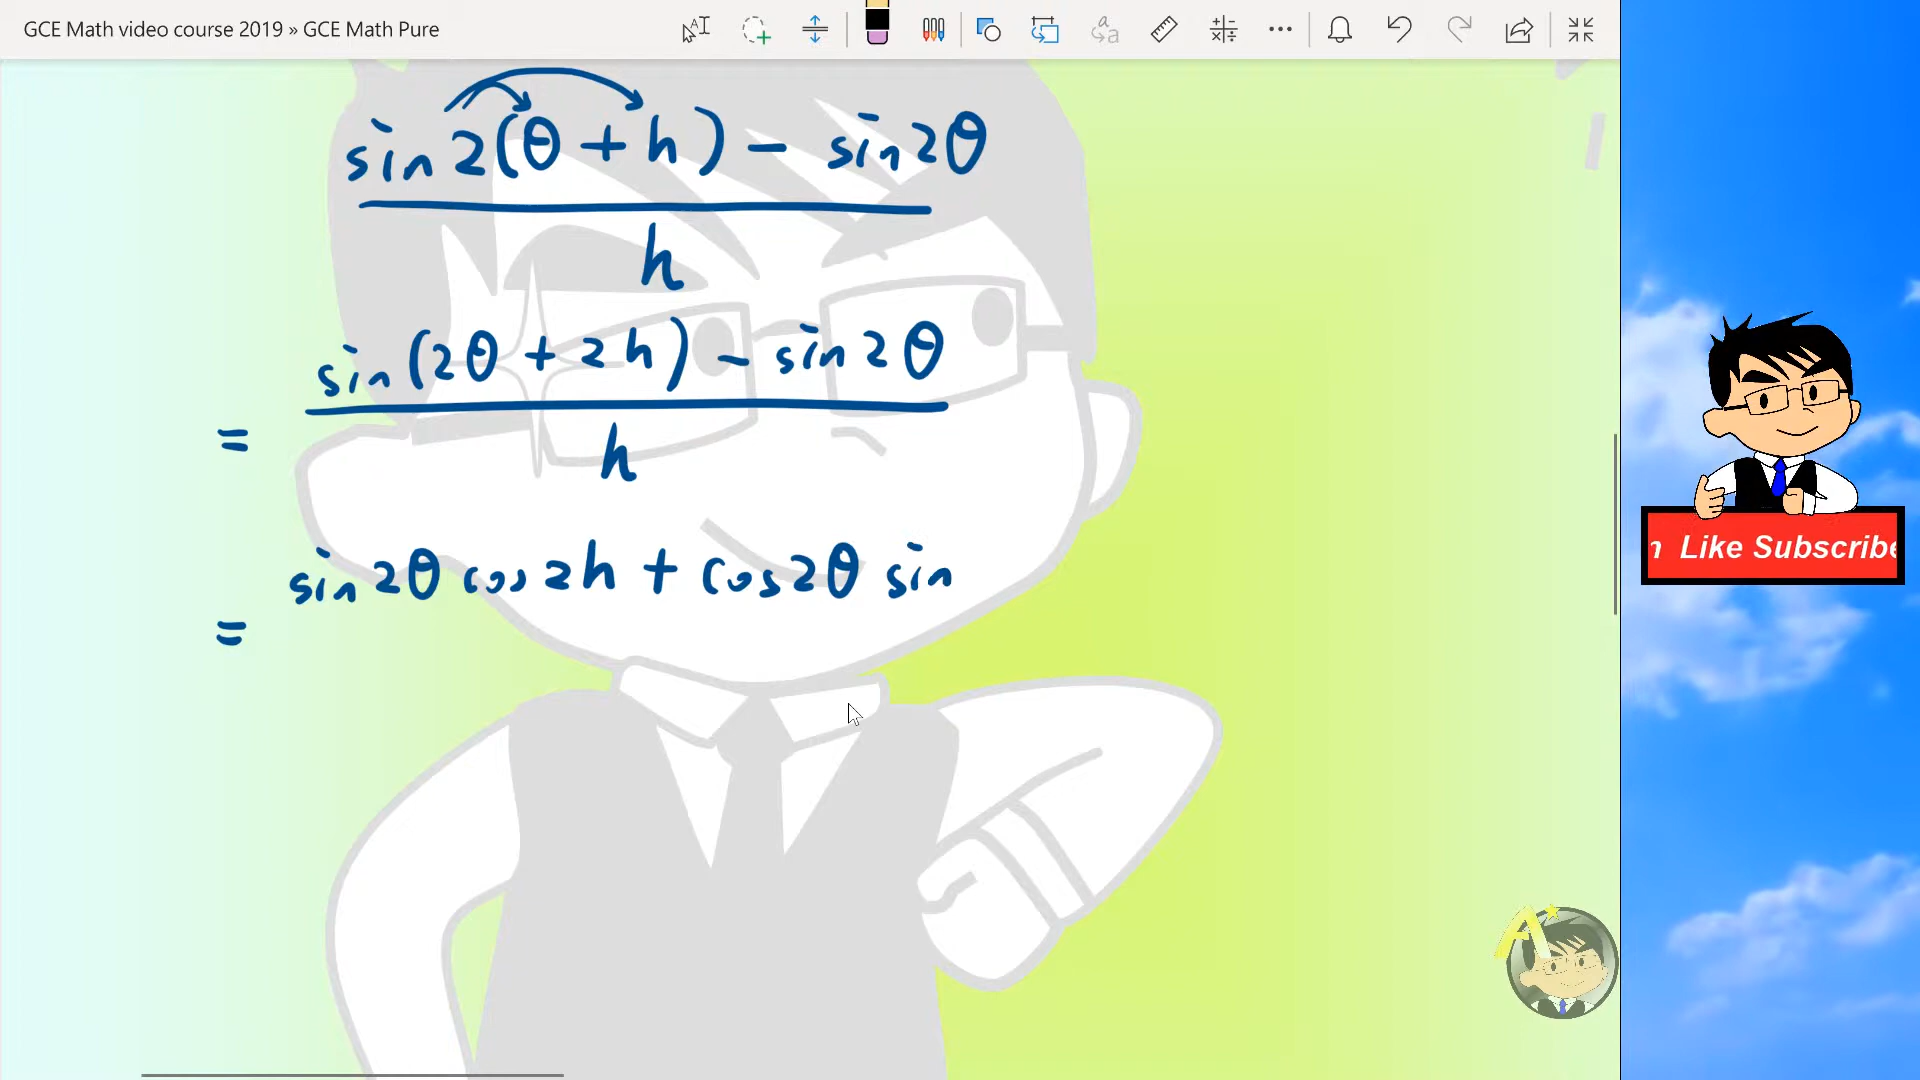 GCE Math video course 2019 » GCE Math Pure
sin 2(θ + h) - sin 2θ
h
= sin(2θ + 2h) - sin 2θ
h
= sin 2θ cos 2h + cos 2θ sin
n Like Subscribe
A